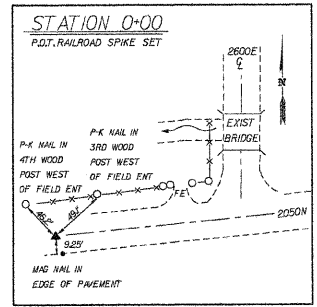 STATION 0+00
P.O.T. RAILROAD SPIKE SET
2600E
℄
N
P-K NAIL IN
4TH WOOD
POST WEST
OF FIELD ENT
P-K NAIL IN
3RD WOOD
POST WEST
OF FIELD ENT
EXIST
BRIDGE
F E
2050N
9.25'
MAG NAIL IN
EDGE OF PAVEMENT